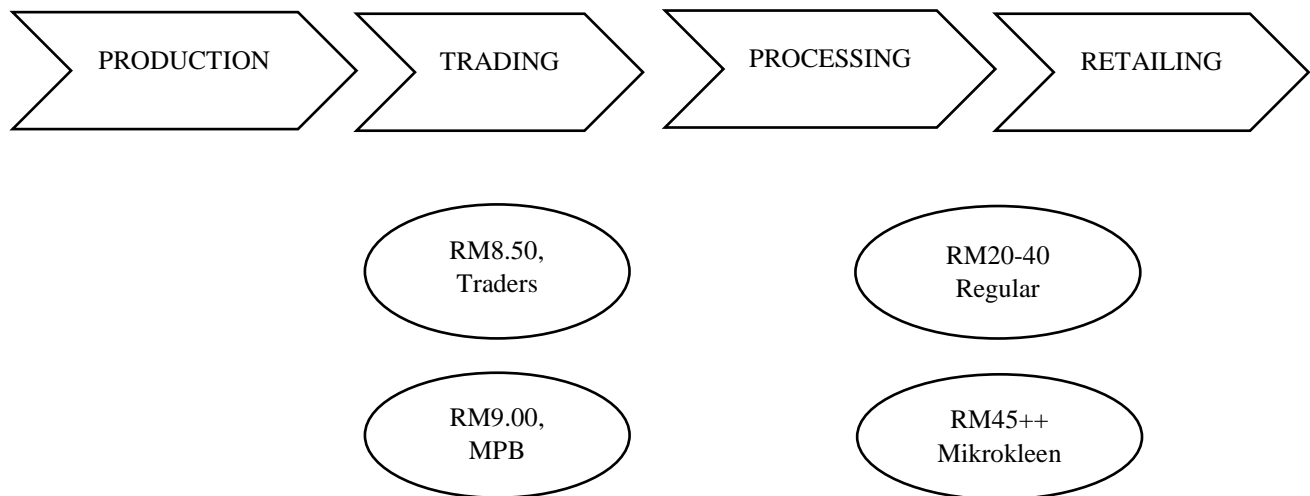 PRODUCTION
TRADING
PROCESSING
RETAILING
RM8.50,
Traders
RM20-40
Regular
RM9.00,
MPB
RM45++
Mikrokleen